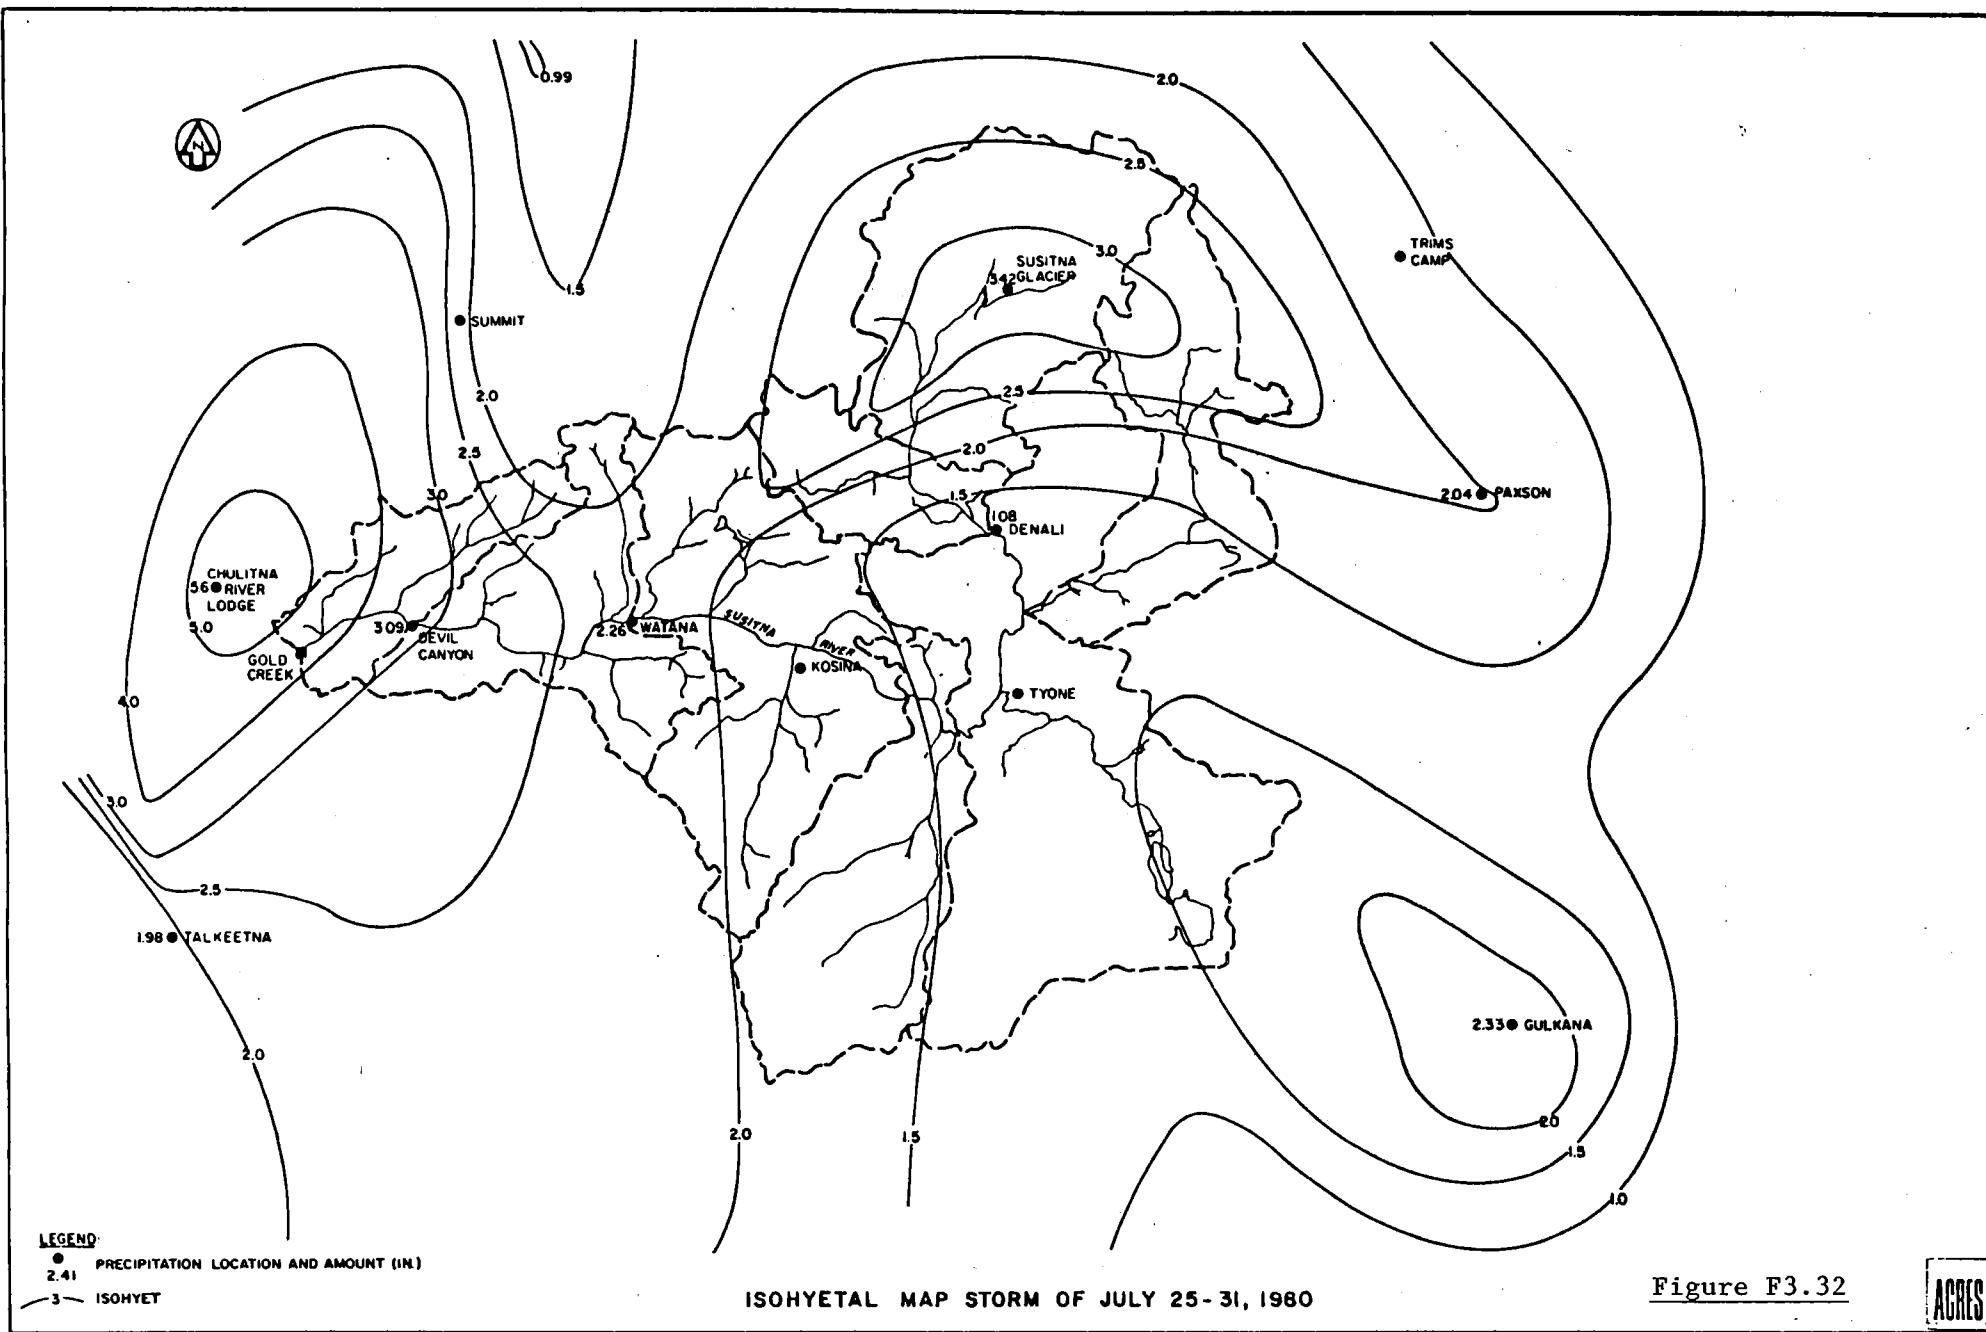 0.99
2.0
N
2.5
TRIMS
CAMP
3.0
SUSITNA
3.42 GLACIER
1.5
SUMMIT
2.0
2.5
2.5
2.0
3.0
1.5
2.04 PAXSON
1.08
DENALI
CHULITNA
5.6 RIVER
LODGE
5.0
3.09
DEVIL
CANYON
2.26 WATANA
SUSITNA
RIVER
GOLD
CREEK
KOSINA
TYONE
4.0
3.0
2.5
1.98 TALKEETNA
2.33 GULKANA
2.0
2.0
2.0
1.5
1.5
1.0
LEGEND
PRECIPITATION LOCATION AND AMOUNT (IN.)
2.41
3 ISOHYET
ISOHYETAL MAP STORM OF JULY 25-31, 1980
Figure F3.32
ACRES